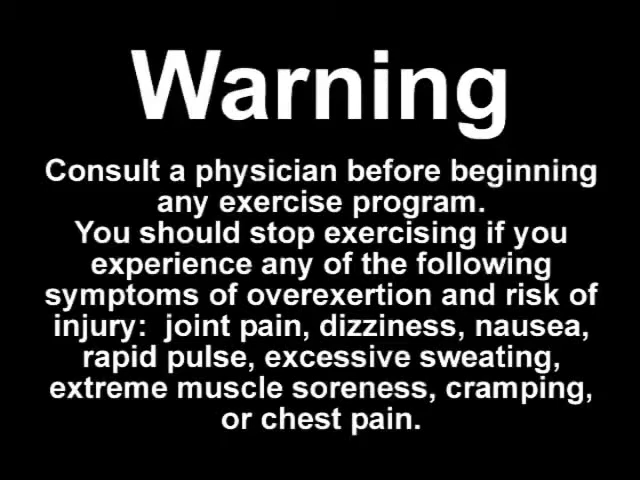 Warning
Consult a physician before beginning
any exercise program.
You should stop exercising if you
experience any of the following
symptoms of overexertion and risk of
injury:  joint pain, dizziness, nausea,
rapid pulse, excessive sweating,
extreme muscle soreness, cramping,
or chest pain.